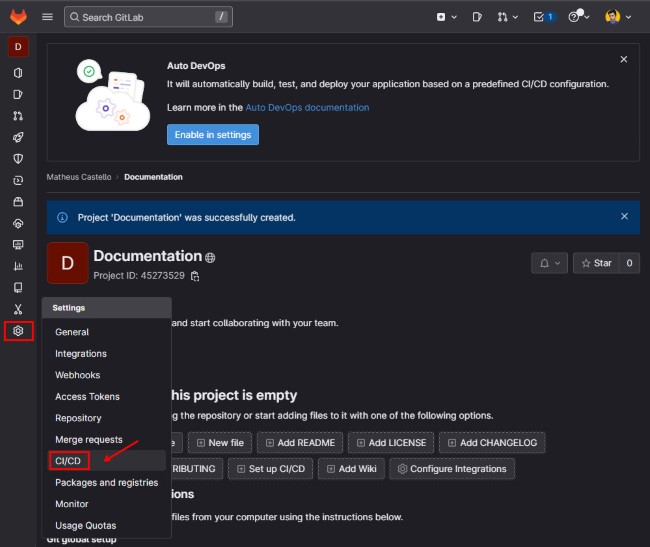 Search GitLab
/
1
D
Auto DevOps
It will automatically build, test, and deploy your application based on a predefined CI/CD configuration.
Learn more in the Auto DevOps documentation
Enable in settings
Matheus Castello
Documentation
Project 'Documentation' was successfully created.
D
Documentation
Project ID: 45273529
Star
0
Settings
General
and start collaborating with your team.
Integrations
Webhooks
Access Tokens
his project is empty
Repository
ng the repository or start adding files to it with one of the following options.
Merge requests
e
New file
Add README
Add LICENSE
Add CHANGELOG
CI/CD
TRIBUTING
Set up CI/CD
Add Wiki
Configure Integrations
Packages and registries
ions
Monitor
files from your computer using the instructions below.
Usage Quotas
Git global setup